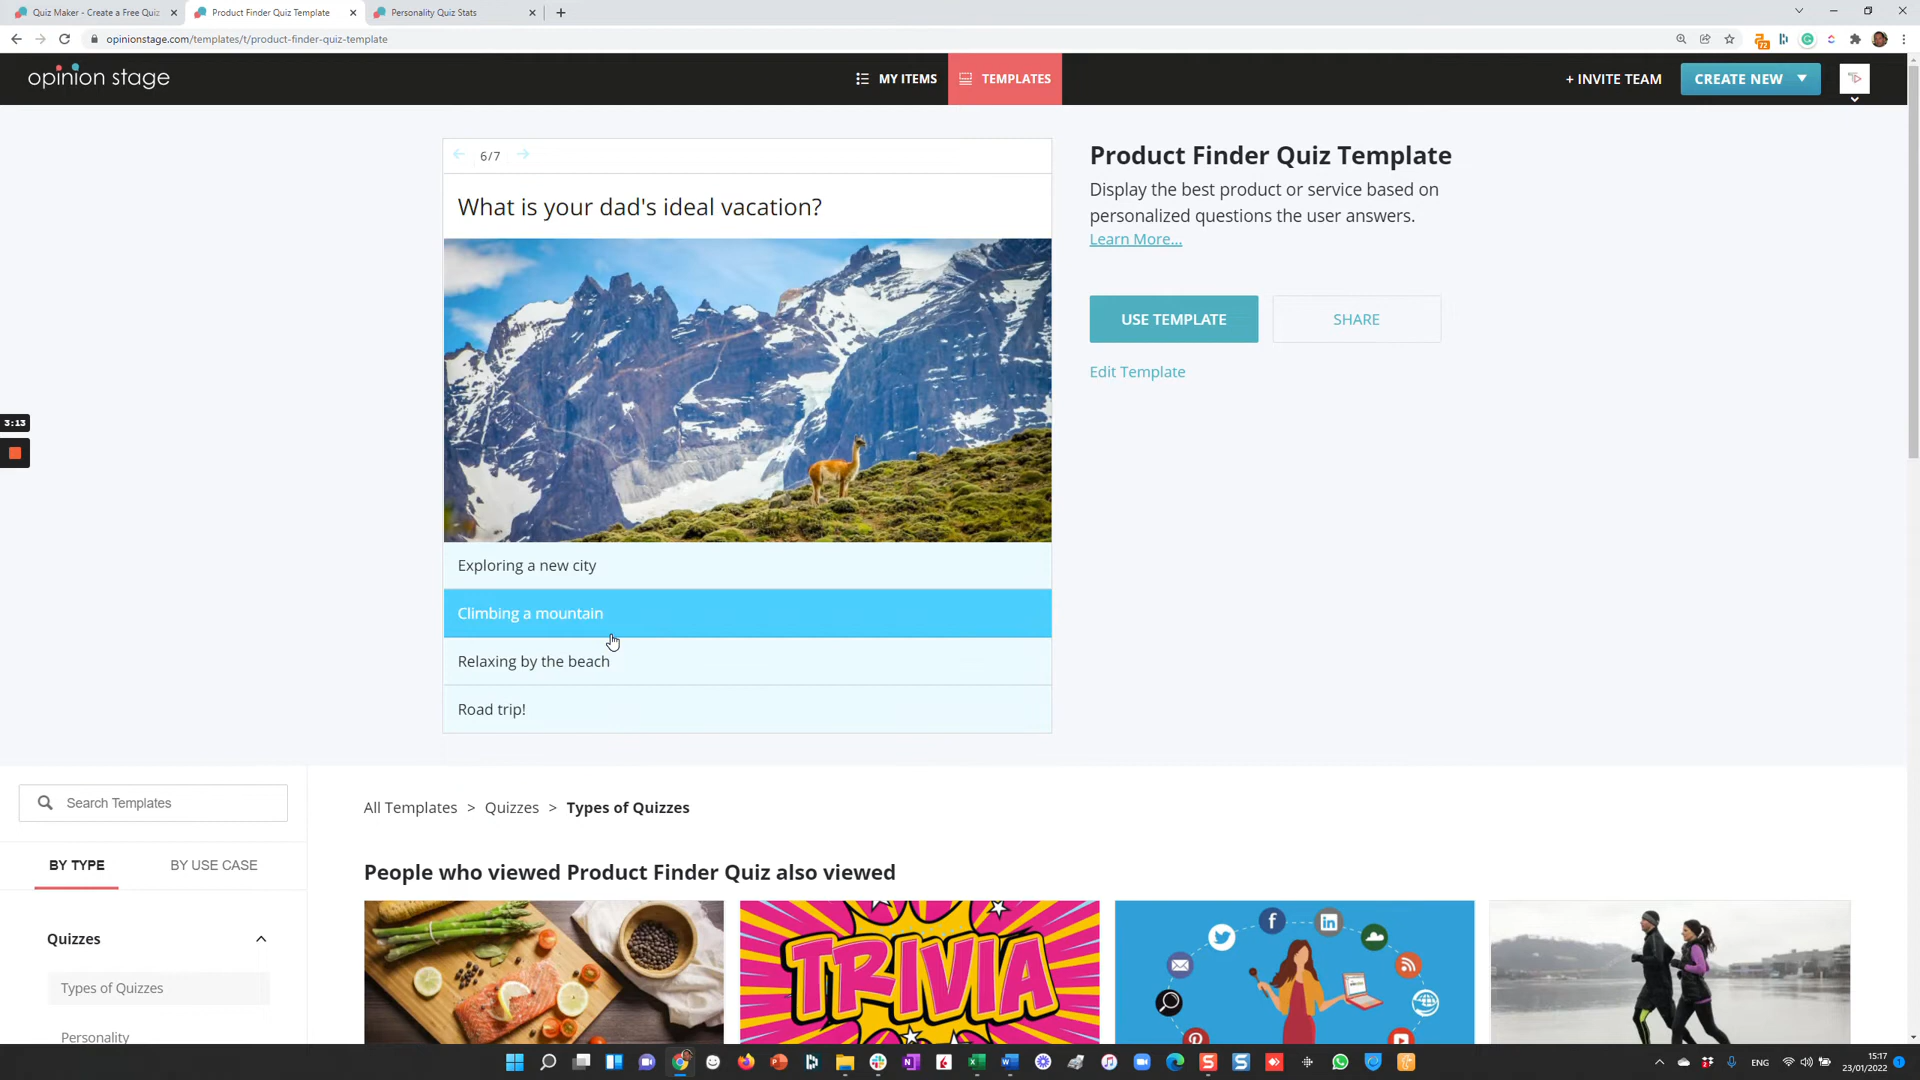 Quiz Maker - Create a Free Quiz
Product Finder Quiz Template
Personality Quiz Stats
opinionstage.com/templates/t/product-finder-quiz-template
72
opinion stage
MY ITEMS
TEMPLATES
+ INVITE TEAM
CREATE NEW
6/7
What is your dad's ideal vacation?
Exploring a new city
Climbing a mountain
Relaxing by the beach
Road trip!
Product Finder Quiz Template
Display the best product or service based on
personalized questions the user answers.
Learn More...
USE TEMPLATE
SHARE
Edit Template
3:13
Search Templates
BY TYPE
BY USE CASE
Quizzes
Types of Quizzes
Personality
All Templates > Quizzes > Types of Quizzes
People who viewed Product Finder Quiz also viewed
TRIVIA
ENG
15:17
23/01/2022